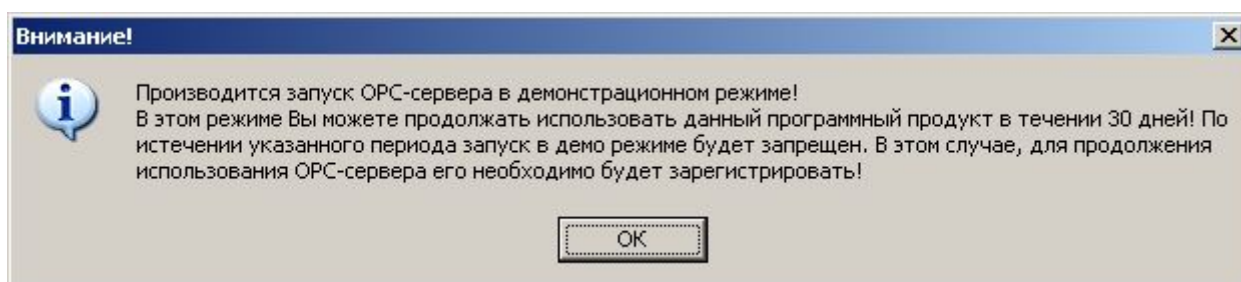 Внимание!
Производится запуск ОРС-сервера в демонстрационном режиме!
В этом режиме Вы можете продолжать использовать данный программный продукт в течении 30 дней! По
истечении указанного периода запуск в демо режиме будет запрещен. В этом случае, для продолжения
использования ОРС-сервера его необходимо будет зарегистрировать!
OK